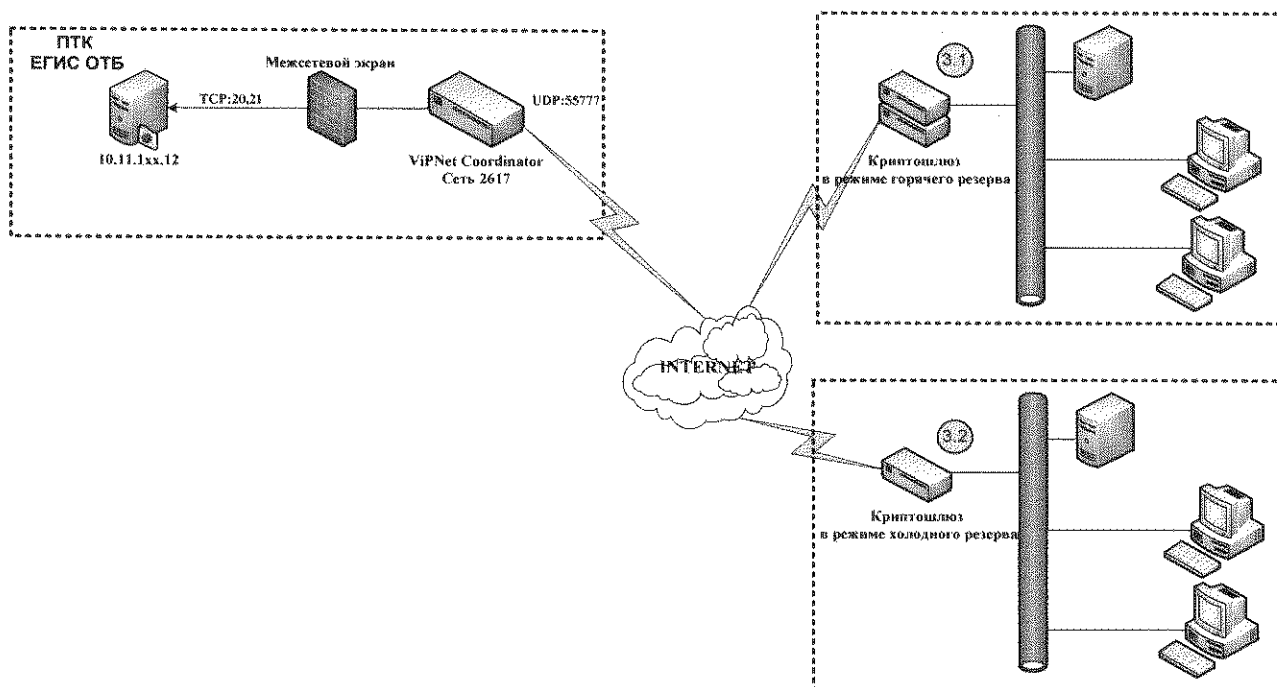 ПТК
ЕГИС ОТБ
Межсетевой экран
TCP:20,21
UDP:55777
10.11.1xx.12
ViPNet Coordinator
Сеть 2617
3.1
Криптошлюз
в режиме горячего резерва
INTERNET
3.2
Криптошлюз
в режиме холодного резерва